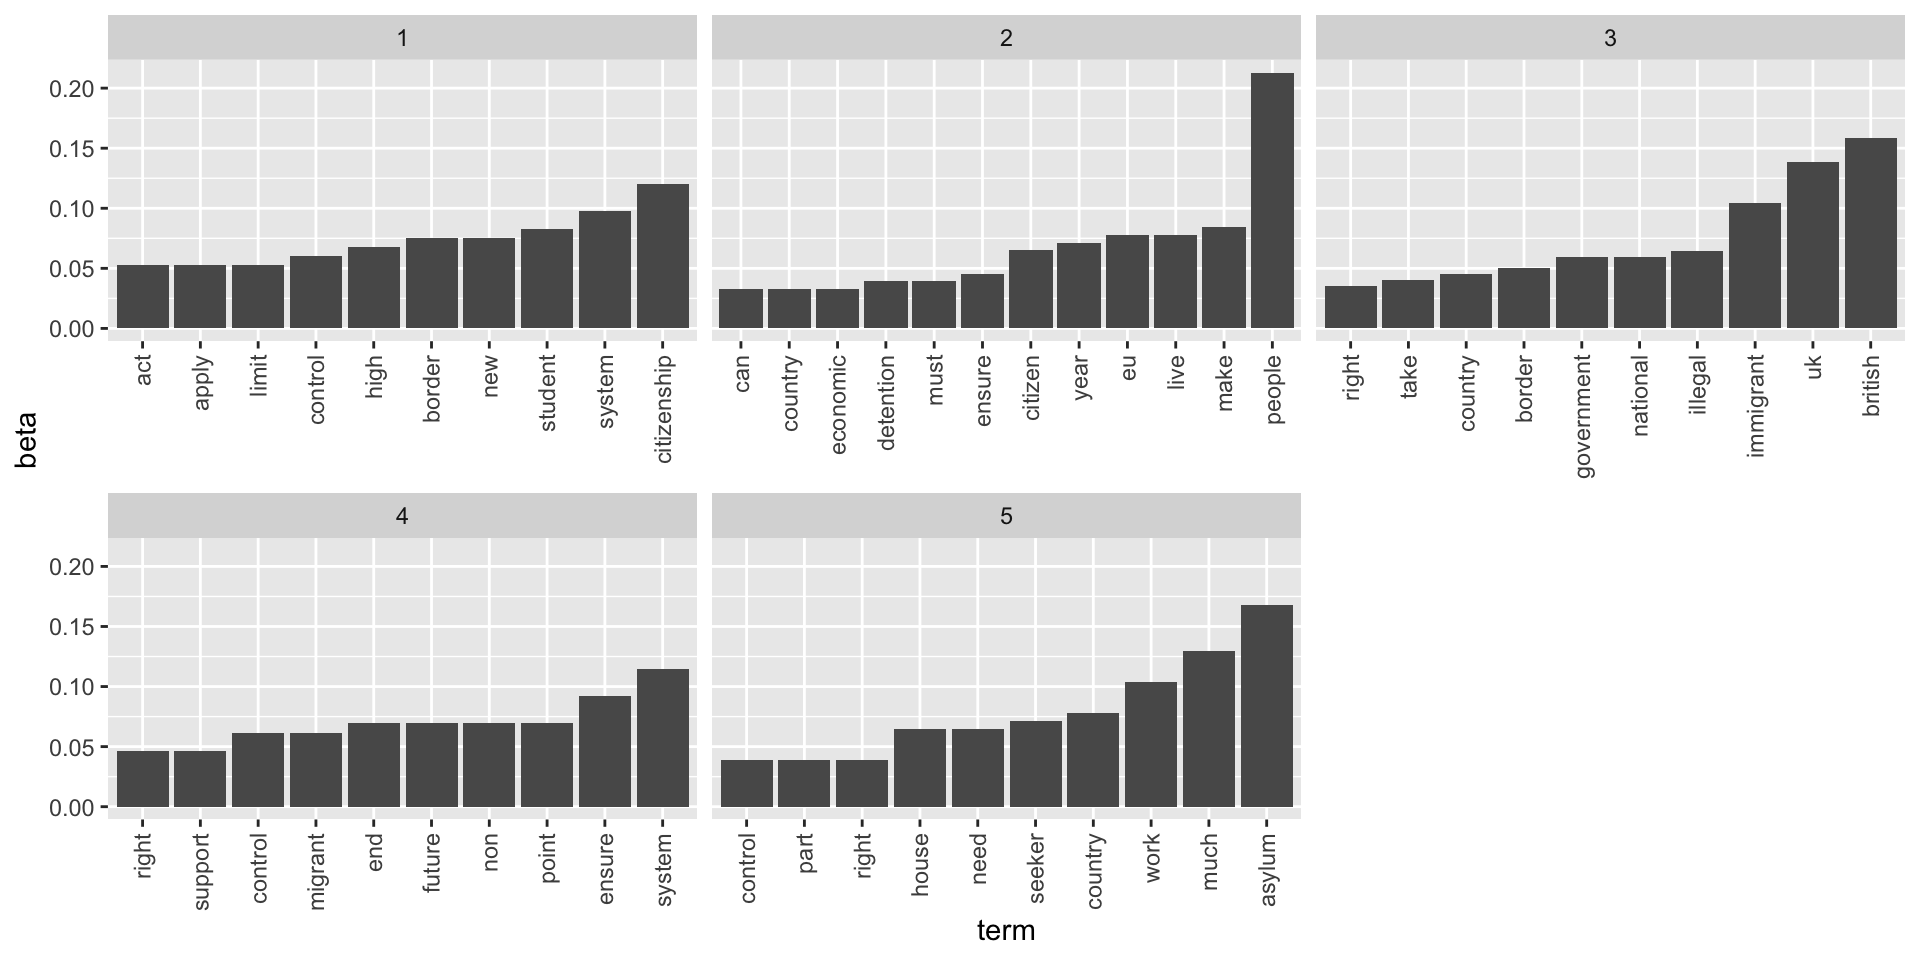 1 2 3
0.20
0.15
0.10
0.05
0.00
act apply limit control high border new student system citizenship
can country economic detention must ensure citizen year eu live make people
right take country border government national illegal immigrant uk british
beta
4 5
0.20
0.15
0.10
0.05
0.00
right support control migrant end future non point ensure system
control part right house need seeker country work much asylum
term